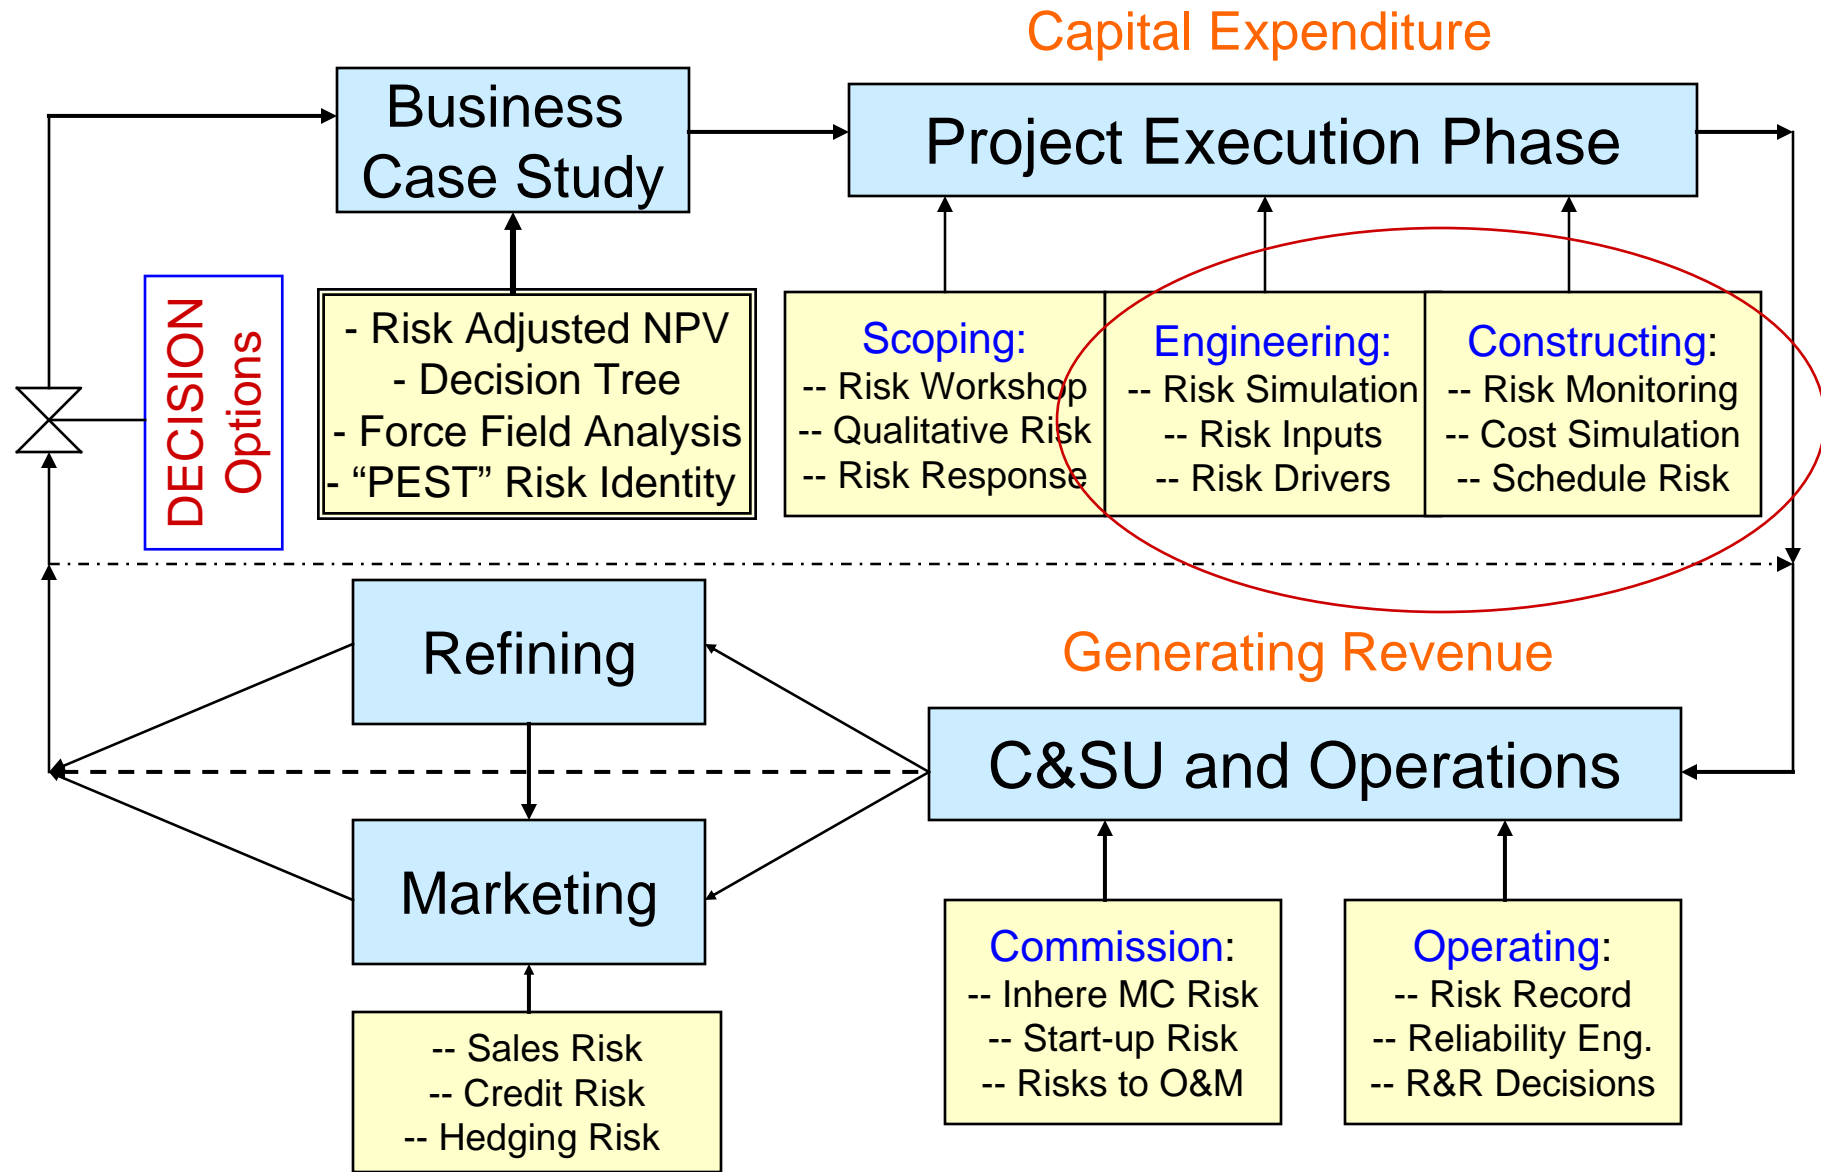 Capital Expenditure
Business
Case Study
Project Execution Phase
DECISION
Options
- Risk Adjusted NPV
- Decision Tree
- Force Field Analysis
- “PEST” Risk Identity
Scoping:
-- Risk Workshop
-- Qualitative Risk
-- Risk Response
Engineering:
-- Risk Simulation
-- Risk Inputs
-- Risk Drivers
Constructing:
-- Risk Monitoring
-- Cost Simulation
-- Schedule Risk
Generating Revenue
Refining
C&SU and Operations
Marketing
-- Sales Risk
-- Credit Risk
-- Hedging Risk
Commission:
-- Inhere MC Risk
-- Start-up Risk
-- Risks to O&M
Operating:
-- Risk Record
-- Reliability Eng.
-- R&R Decisions